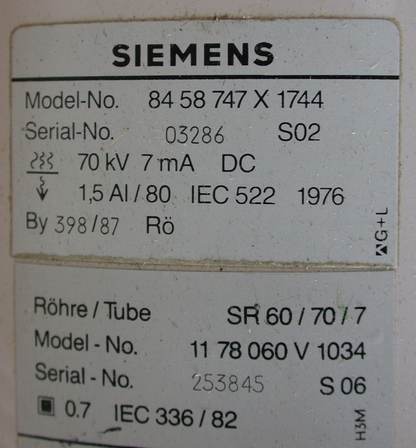 SIEMENS
Model-No. 84 58 747 X 1744
Serial-No. 03286 S02
70 kV 7 mA DC
1,5 Al / 80 IEC 522 1976
By 398/87 Rö
G+L
Röhre / Tube SR 60 / 70 / 7
Model - No. 11 78 060 V 1034
Serial - No. 253845 S 06
0.7 IEC 336 / 82
H3M